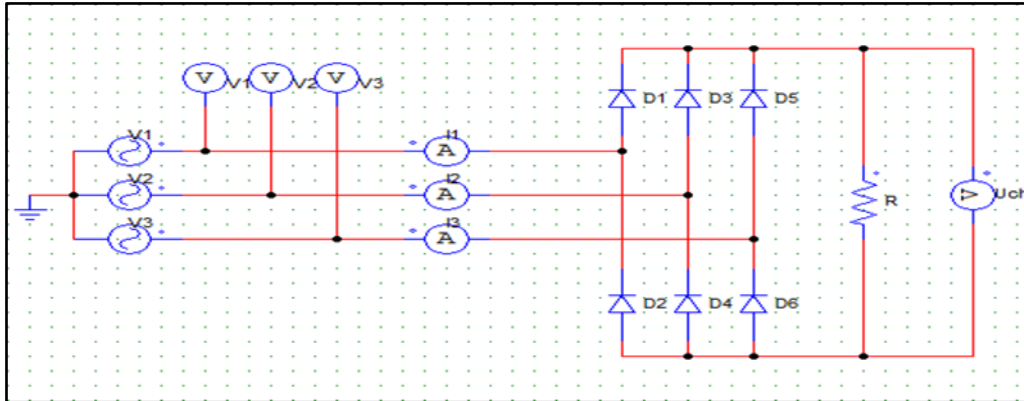 V V1 V V2 V V3
D1 D3 D5
V1 I1 A
V2 I2 A
V3 I3 A
R V Uch
D2 D4 D6